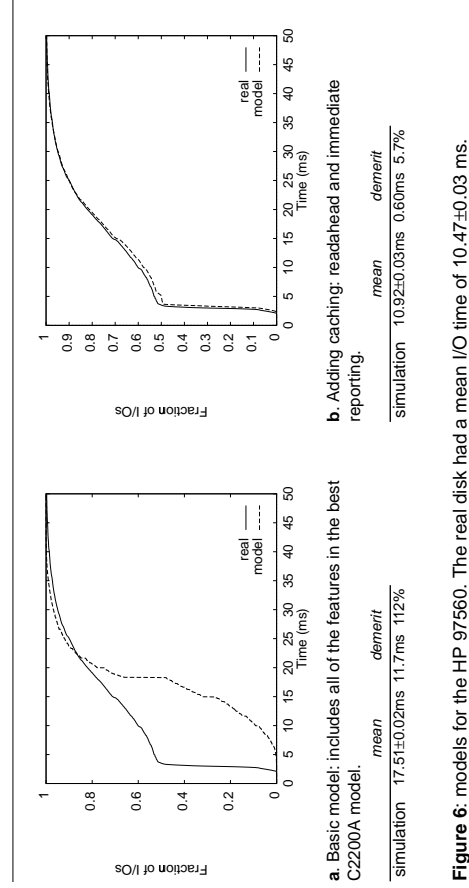 1
0.8
0.6
0.4
0.2
0
Fraction of I/Os
0 5 10 15 20 25 30 35 40 45 50
Time (ms)
real
model
a. Basic model: includes all of the features in the best
C2200A model.
mean demerit
simulation 17.51±0.02ms 11.7ms 112%
1
0.9
0.8
0.7
0.6
0.5
0.4
0.3
0.2
0.1
0
Fraction of I/Os
0 5 10 15 20 25 30 35 40 45 50
Time (ms)
real
model
b. Adding caching: readahead and immediate
reporting.
mean demerit
simulation 10.92±0.03ms 0.60ms 5.7%
Figure 6: models for the HP 97560. The real disk had a mean I/O time of 10.47±0.03 ms.